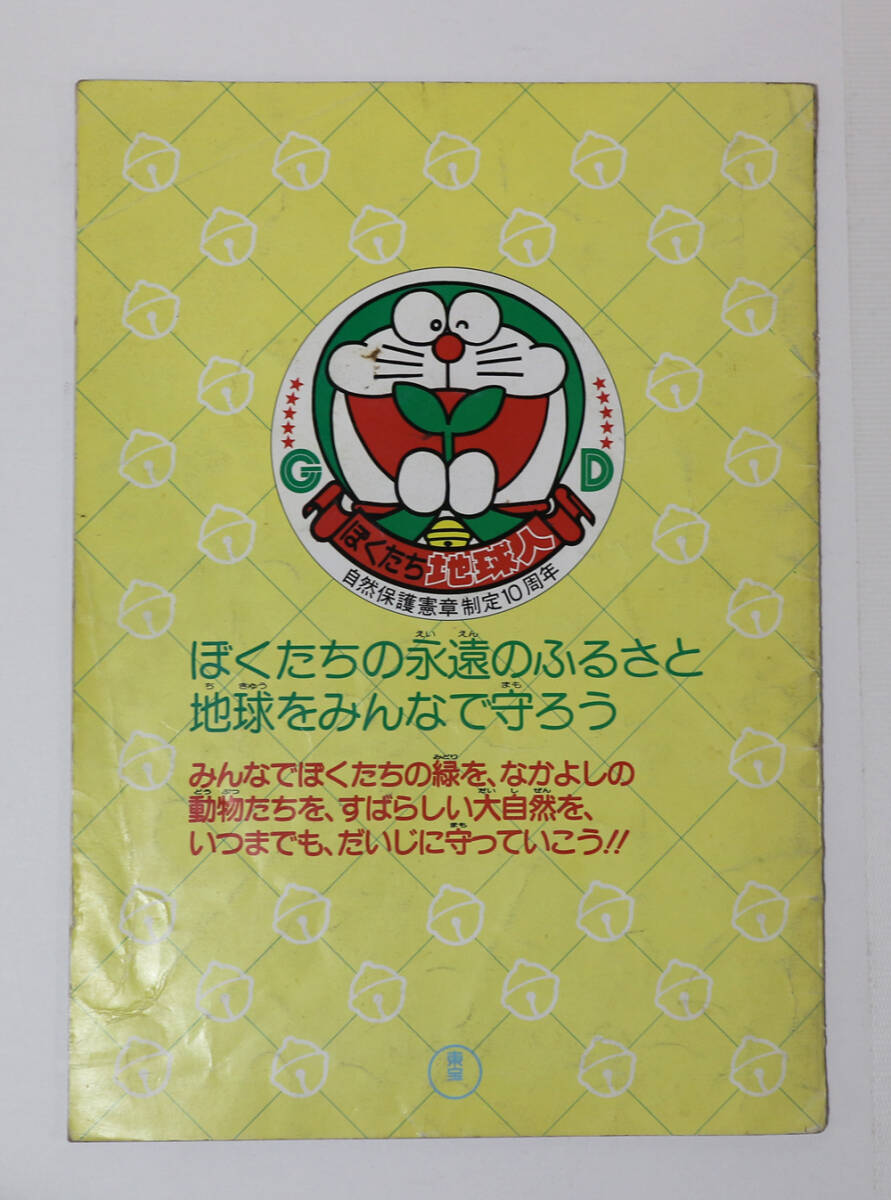 G D
ぼくたち地球人
自然保護憲章制定10周年
ぼくたちの永遠のふるさと
地球をみんなで守ろう
みんなでぼくたちの緑を、なかよしの
動物たちを、すばらしい大自然を、
いつまでも、だいじに守っていこう!!
東宝